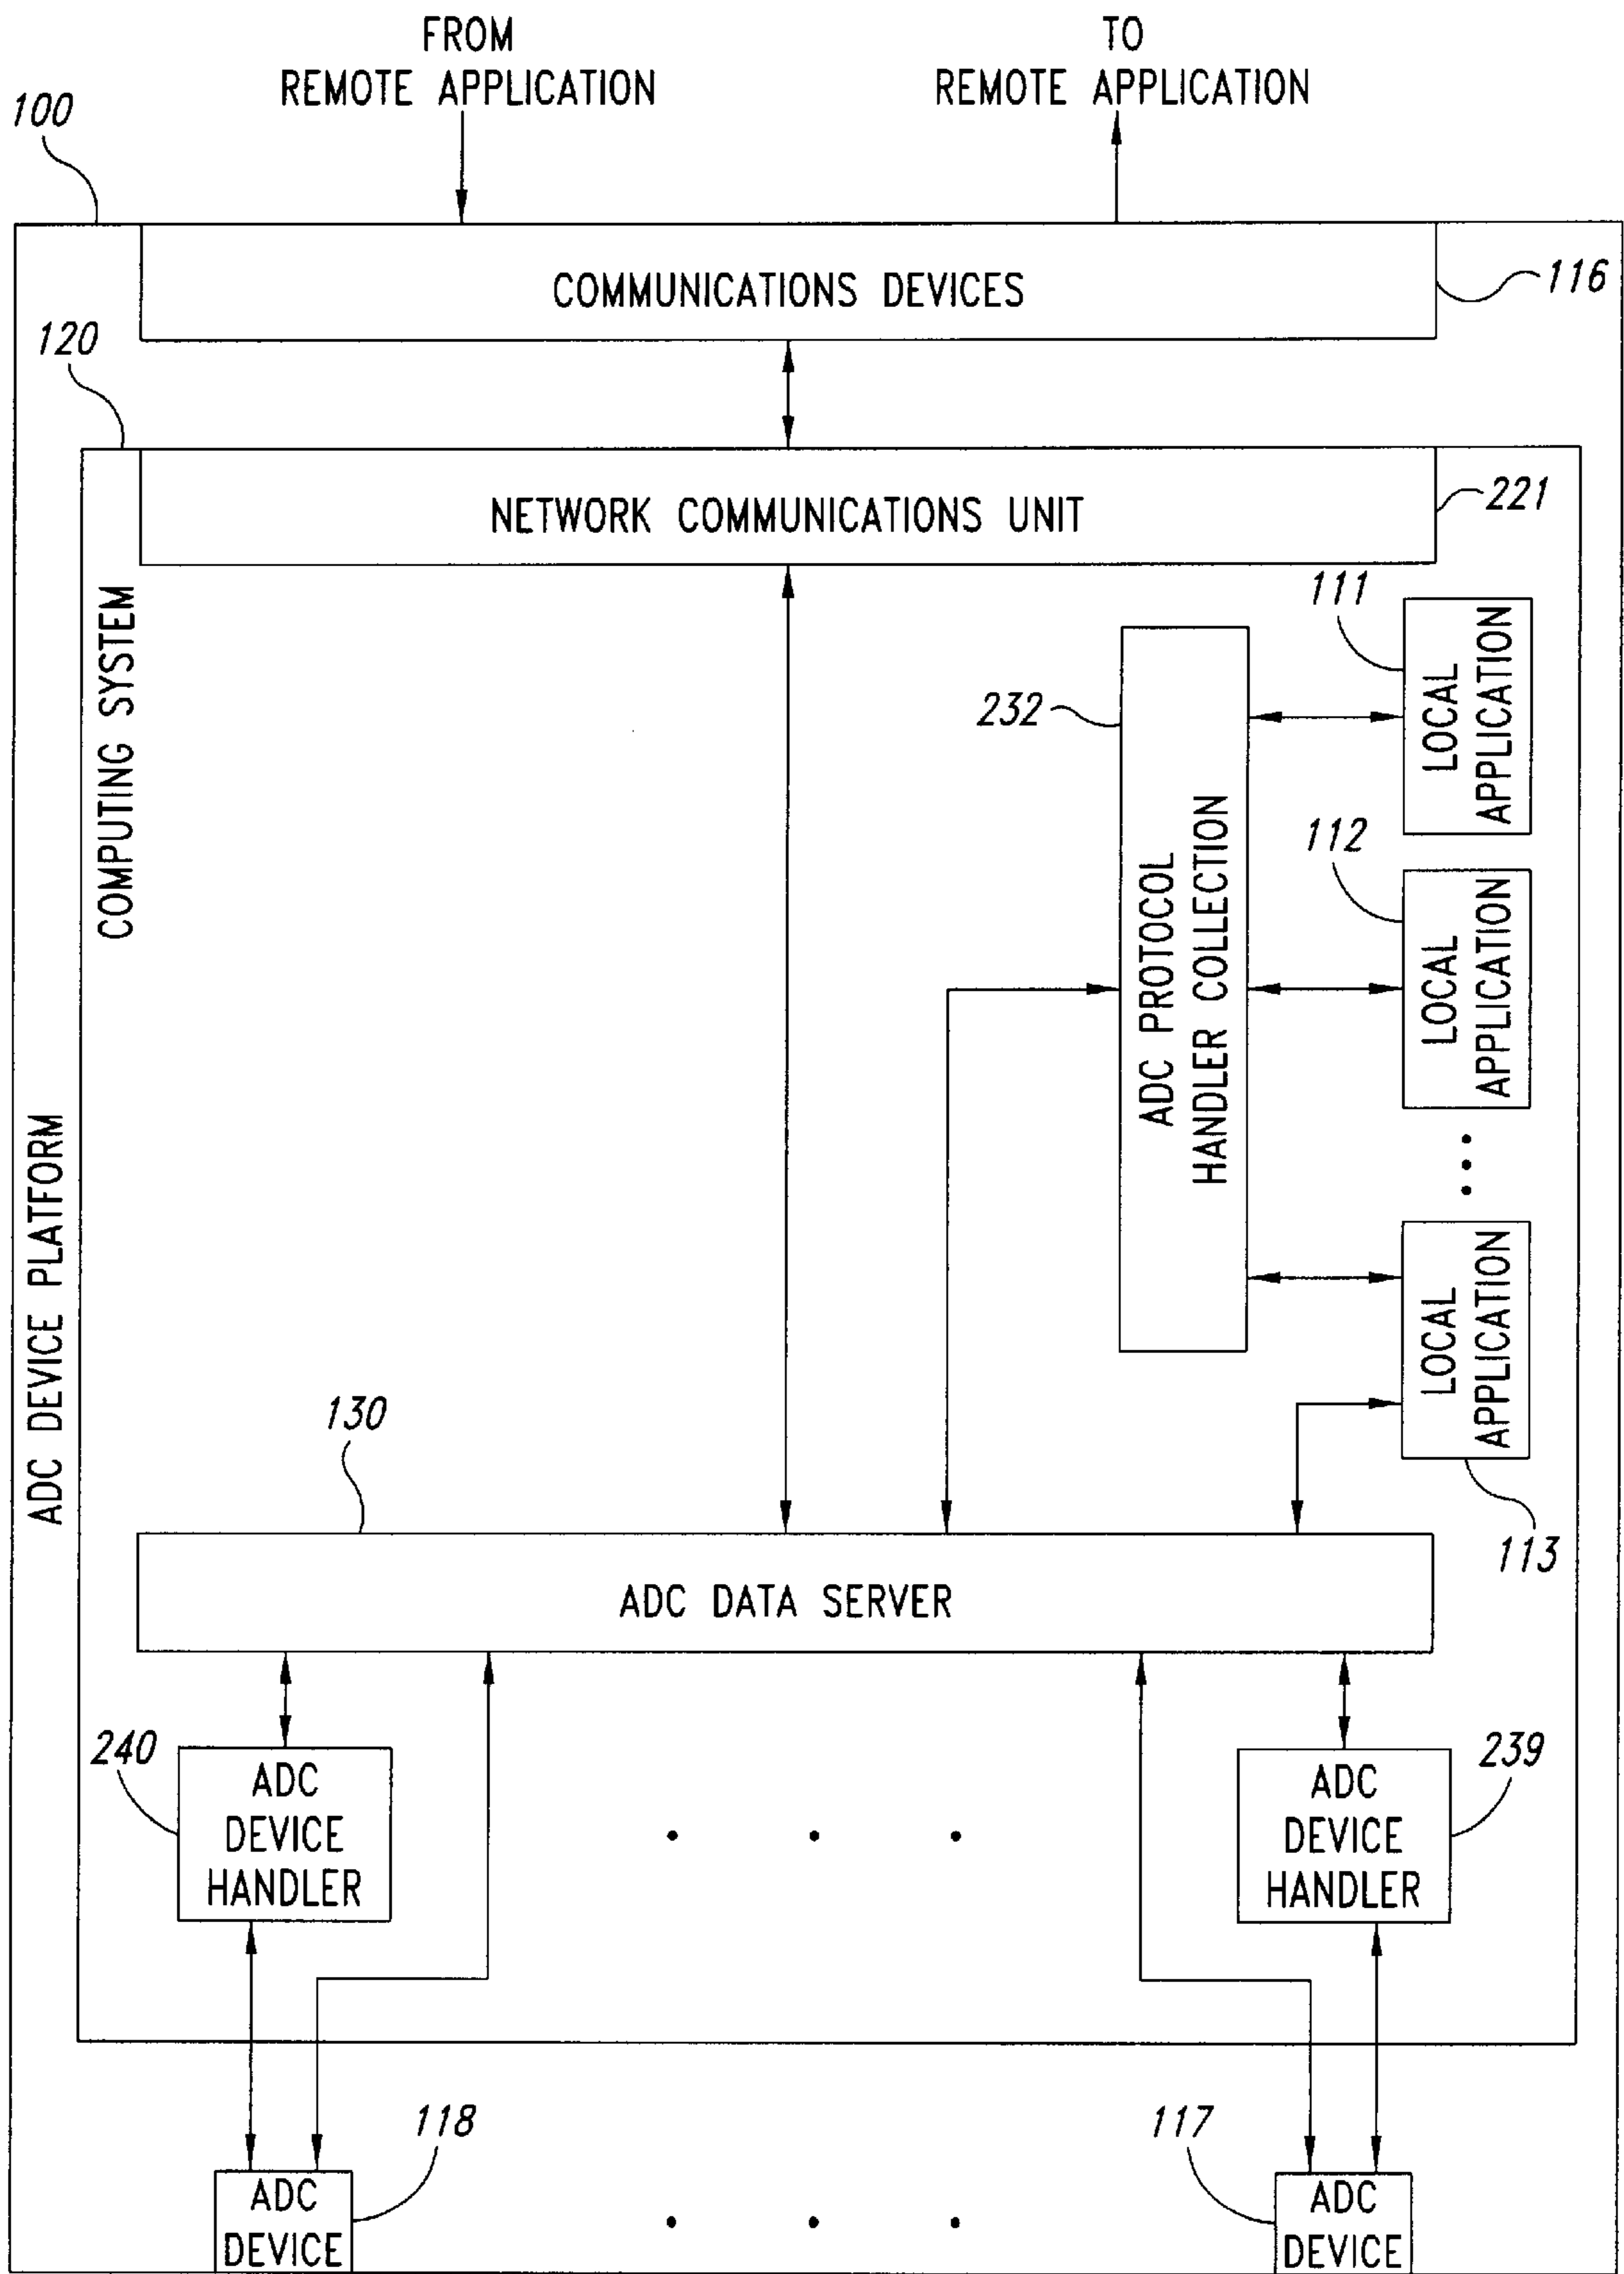 FROM
REMOTE APPLICATION
TO
REMOTE APPLICATION
100
COMMUNICATIONS DEVICES
116
120
NETWORK COMMUNICATIONS UNIT
221
COMPUTING SYSTEM
111
LOCAL
APPLICATION
232
ADC PROTOCOL
HANDLER COLLECTION
112
LOCAL
APPLICATION
ADC DEVICE PLATFORM
LOCAL
APPLICATION
113
130
ADC DATA SERVER
240
ADC
DEVICE
HANDLER
239
ADC
DEVICE
HANDLER
118
ADC
DEVICE
117
ADC
DEVICE